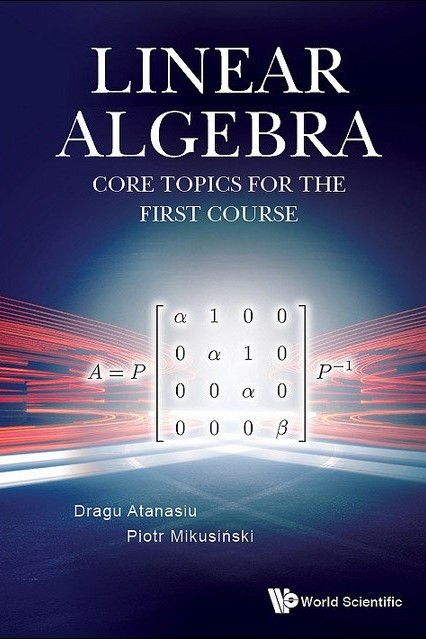 LINEAR
ALGEBRA
CORE TOPICS FOR THE
FIRST COURSE
α 1 0 0
0 α 1 0
A = P P⁻¹
0 0 α 0
0 0 0 β
Dragu Atanasiu
Piotr Mikusiński
World Scientific